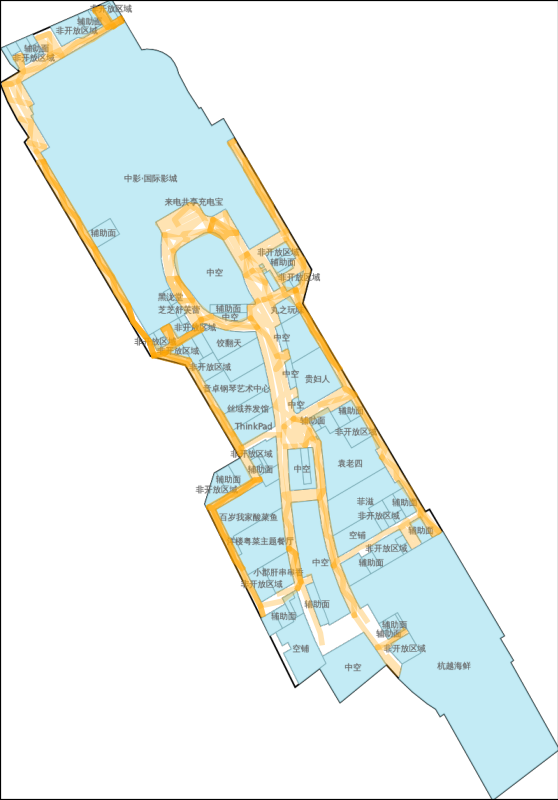 非开放区域
辅助面
非开放区域
辅助面
非开放区域
中影·国际影城
来电共享充电宝
辅助面
非开放区域
辅助面
中空
非开放区域
黑泷堂
芝芝舒芙蕾
辅助面
丸之玩
中空
非开放区域
中空
非开放区域
饺翻天
非开放区域
非开放区域
中空
贵妇人
音卓钢琴艺术中心
中空
丝域养发馆
辅助面
辅助面
ThinkPad
非开放区域
非开放区域
袁老四
辅助面
中空
辅助面
非开放区域
菲滋
辅助面
百岁我家酸菜鱼
非开放区域
辅助面
空铺
楼粤菜主题餐厅
非开放区域
中空
辅助面
小郡肝串串香
非开放区域
辅助面
辅助面
辅助面
辅助面
空铺
非开放区域
中空
杭越海鲜